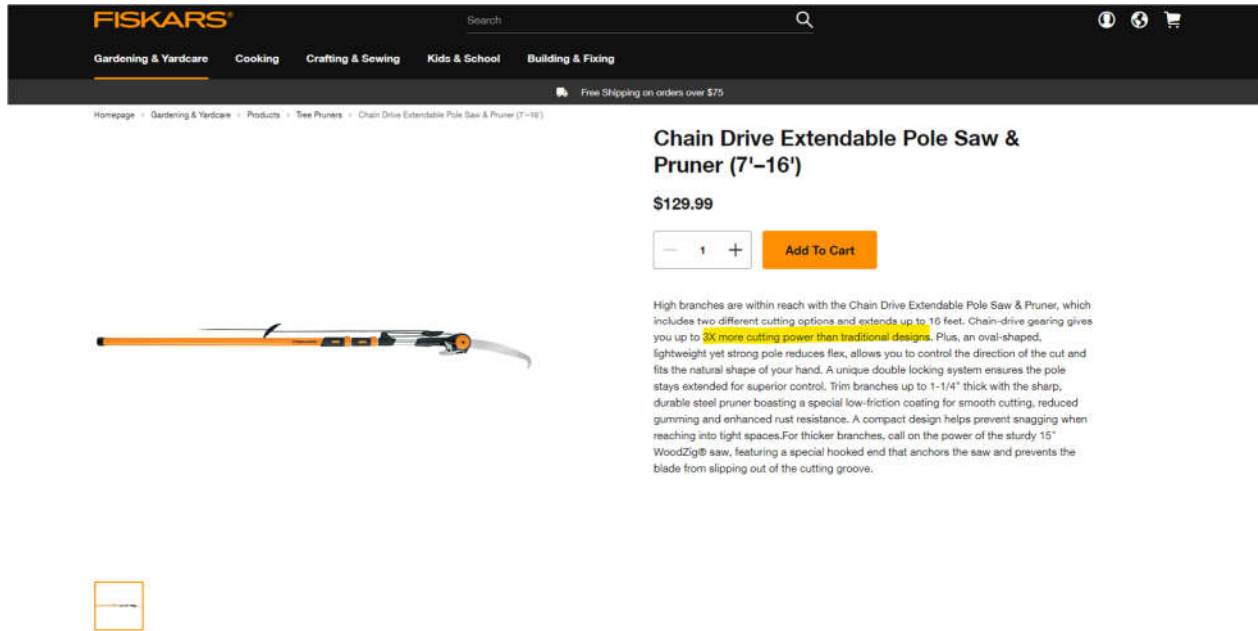 FISKARS®
Search
Gardening & Yardcare Cooking Crafting & Sewing Kids & School Building & Fixing
Free Shipping on orders over $75
Homepage Gardening & Yardcare Products Tree Pruners Chain Drive Extendable Pole Saw & Pruner (7'–16')
Chain Drive Extendable Pole Saw &
Pruner (7'–16')
$129.99
— 1 + Add To Cart
High branches are within reach with the Chain Drive Extendable Pole Saw & Pruner, which
includes two different cutting options and extends up to 16 feet. Chain-drive gearing gives
you up to 3X more cutting power than traditional designs. Plus, an oval-shaped,
lightweight yet strong pole reduces flex, allows you to control the direction of the cut and
fits the natural shape of your hand. A unique double locking system ensures the pole
stays extended for superior control. Trim branches up to 1-1/4" thick with the sharp,
durable steel pruner boasting a special low-friction coating for smooth cutting, reduced
gumming and enhanced rust resistance. A compact design helps prevent snagging when
reaching into tight spaces.For thicker branches, call on the power of the sturdy 15"
WoodZig® saw, featuring a special hooked end that anchors the saw and prevents the
blade from slipping out of the cutting groove.